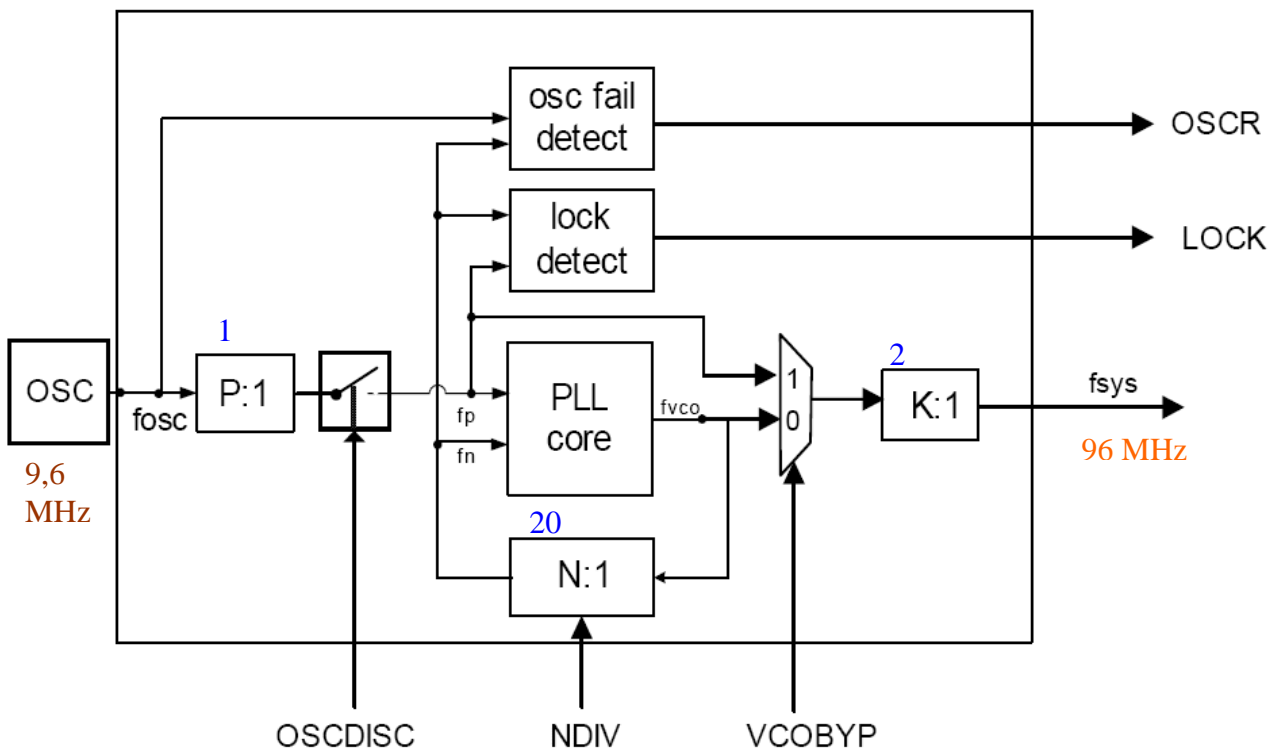 osc fail
detect
OSCR
lock
detect
LOCK
1
OSC
fosc
P:1
fp
fn
PLL
core
fvco
1
0
2
K:1
fsys
9,6
MHz
96 MHz
20
N:1
OSCDISC
NDIV
VCOBYP